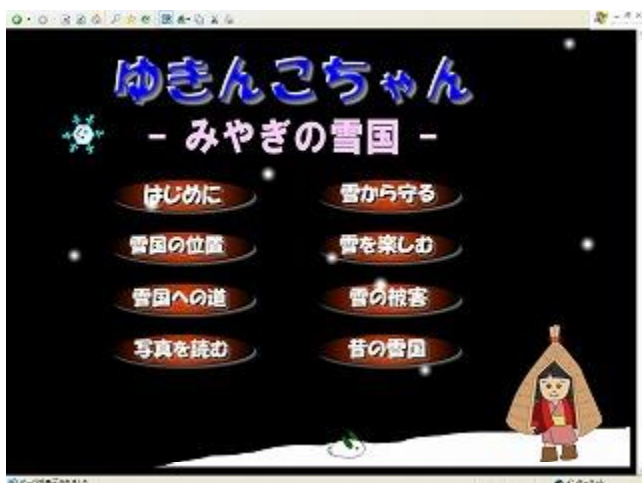 ゆきんこちゃん
- みやぎの雪国 -
はじめに
雪から守る
雪国の位置
雪を楽しむ
雪国への道
雪の被害
写真を読む
昔の雪国